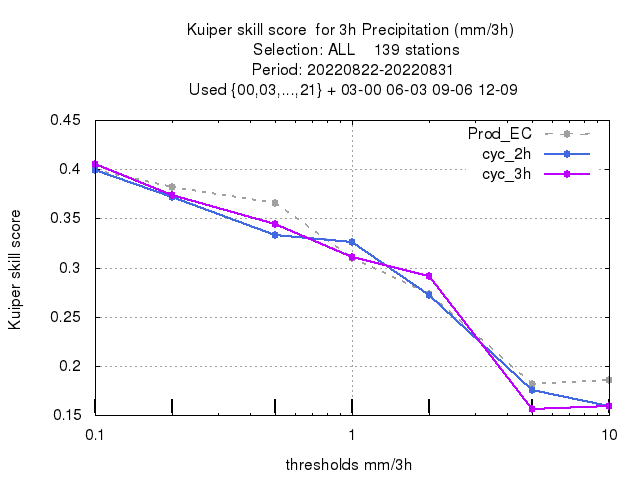 Kuiper skill score  for 3h Precipitation (mm/3h)
Selection: ALL    139 stations
Period: 20220822-20220831
Used {00,03,...,21} + 03-00 06-03 09-06 12-09
Prod_EC
cyc_2h
cyc_3h
0.45
0.4
0.35
0.3
0.25
0.2
0.15
Kuiper skill score
0.1 1 10
thresholds mm/3h